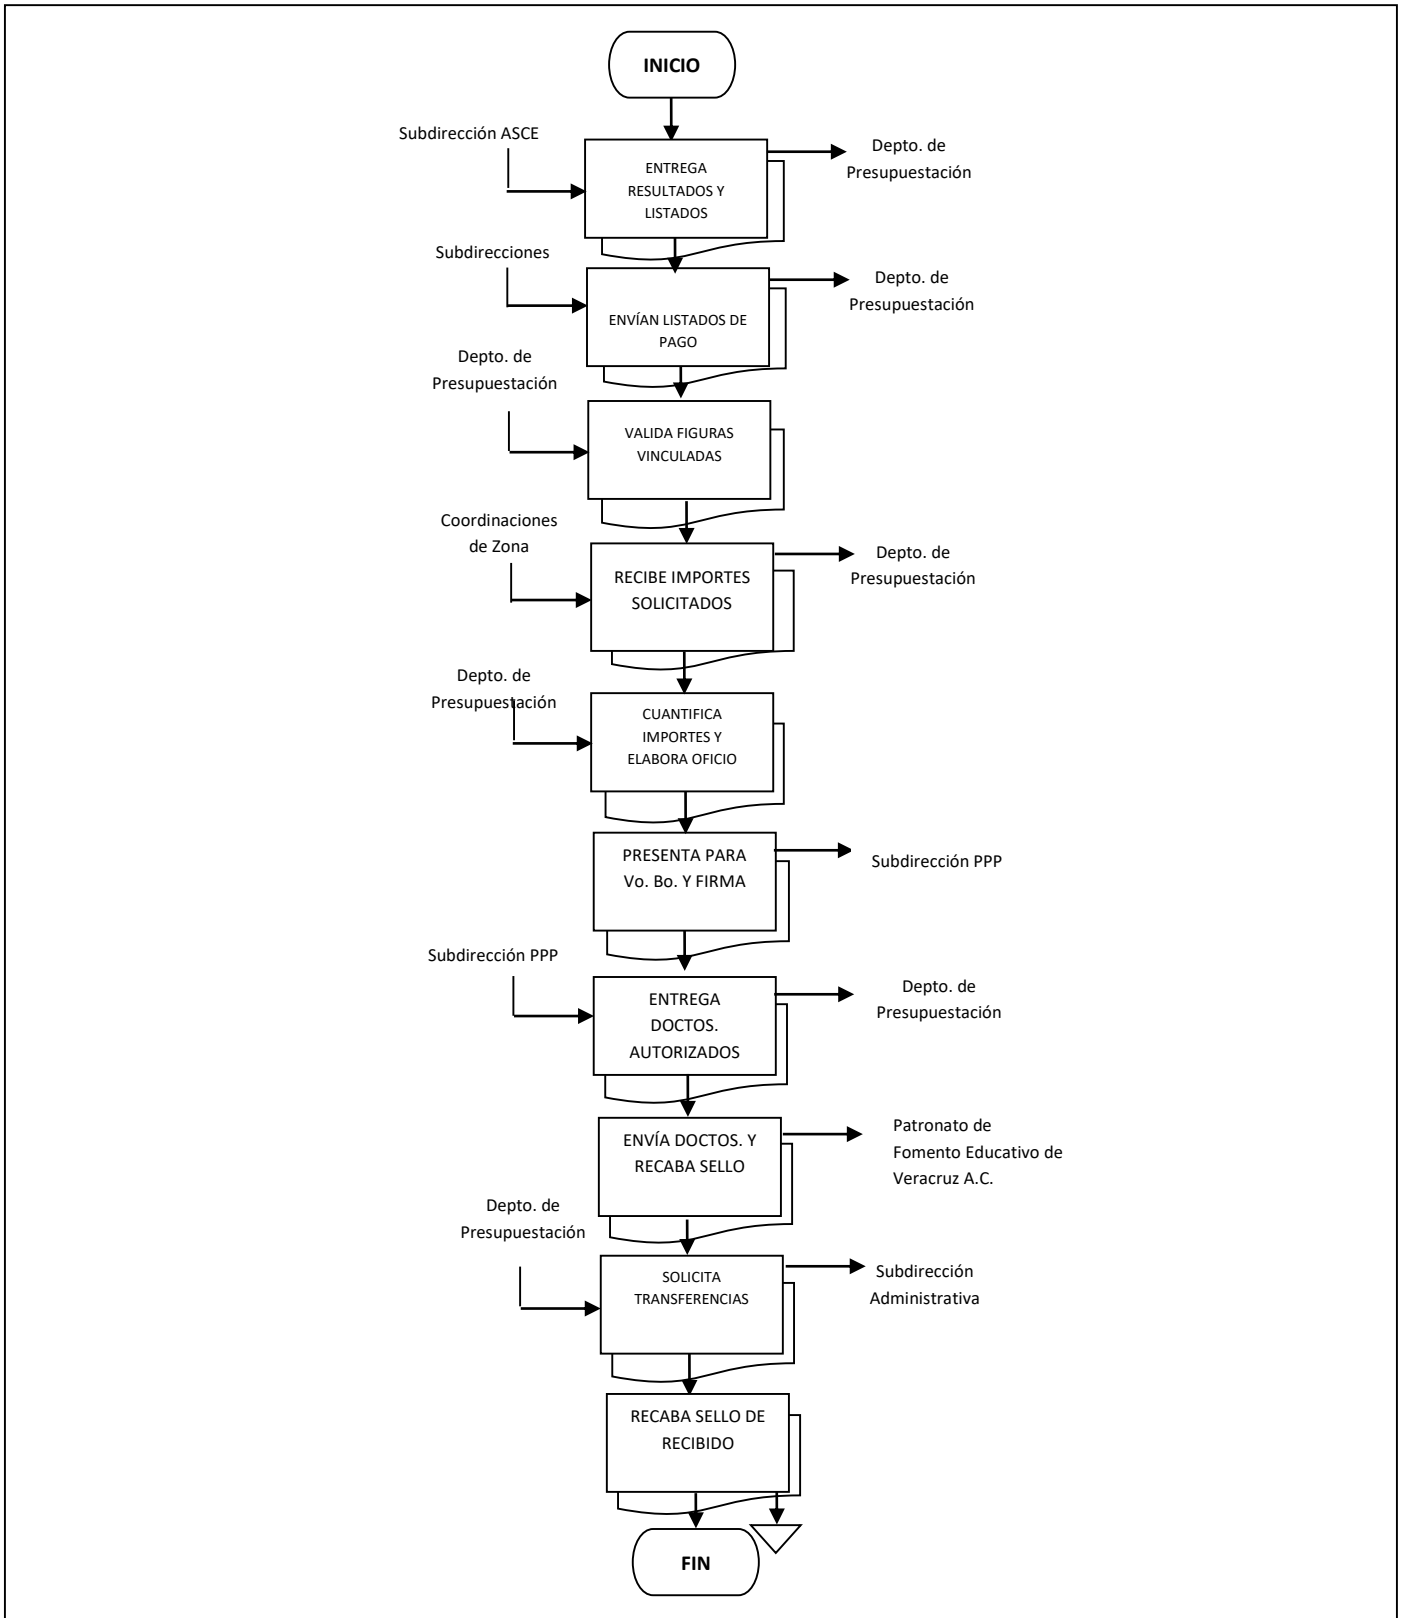 INICIO
Subdirección ASCE
Depto. de
Presupuestación
ENTREGA
RESULTADOS Y
LISTADOS
Subdirecciones
Depto. de
Presupuestación
ENVÍAN LISTADOS DE
PAGO
Depto. de
Presupuestación
VALIDA FIGURAS
VINCULADAS
Coordinaciones
de Zona
Depto. de
Presupuestación
RECIBE IMPORTES
SOLICITADOS
Depto. de
Presupuestación
CUANTIFICA
IMPORTES Y
ELABORA OFICIO
PRESENTA PARA
Vo. Bo. Y FIRMA
Subdirección PPP
Subdirección PPP
Depto. de
Presupuestación
ENTREGA
DOCTOS.
AUTORIZADOS
ENVÍA DOCTOS. Y
RECABA SELLO
Patronato de
Fomento Educativo de
Veracruz A.C.
Depto. de
Presupuestación
SOLICITA
TRANSFERENCIAS
Subdirección
Administrativa
RECABA SELLO DE
RECIBIDO
FIN